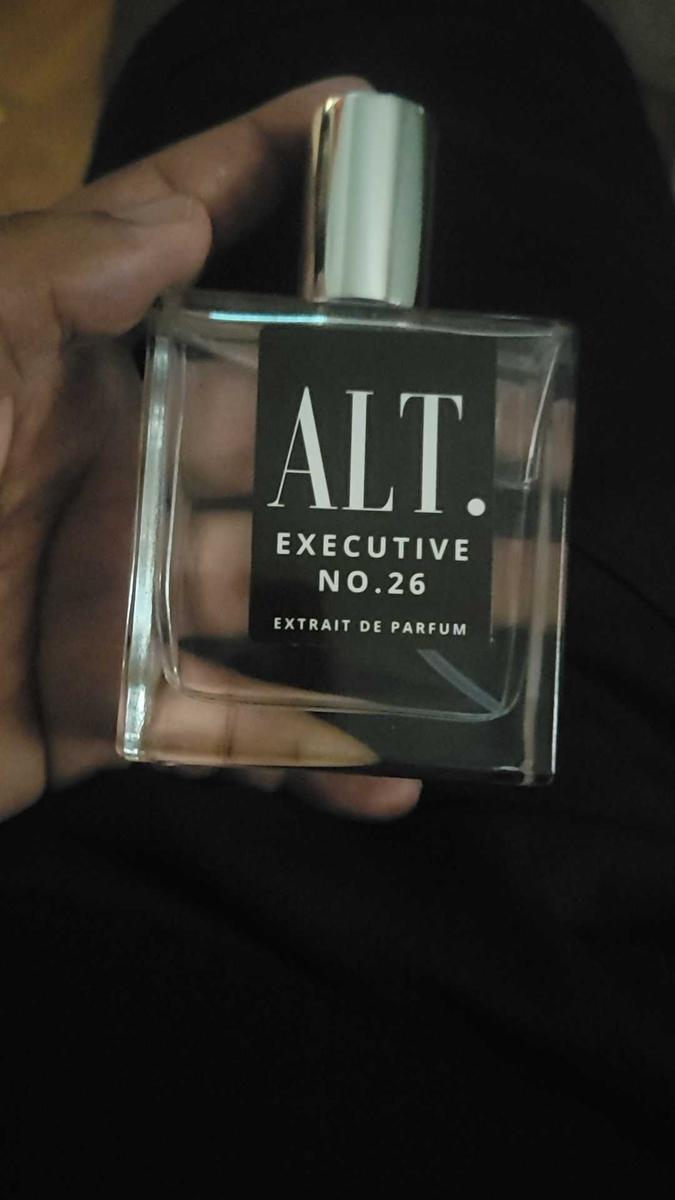 ALT.
EXECUTIVE
NO.26
EXTRAIT DE PARFUM